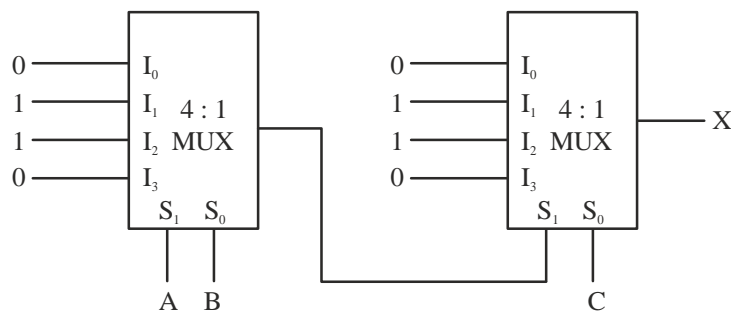 0 I₀
1 I₁
1 I₂
0 I₃
4 : 1
MUX
S₁ S₀
A B
0 I₀
1 I₁
1 I₂
0 I₃
4 : 1
MUX
S₁ S₀
C
X